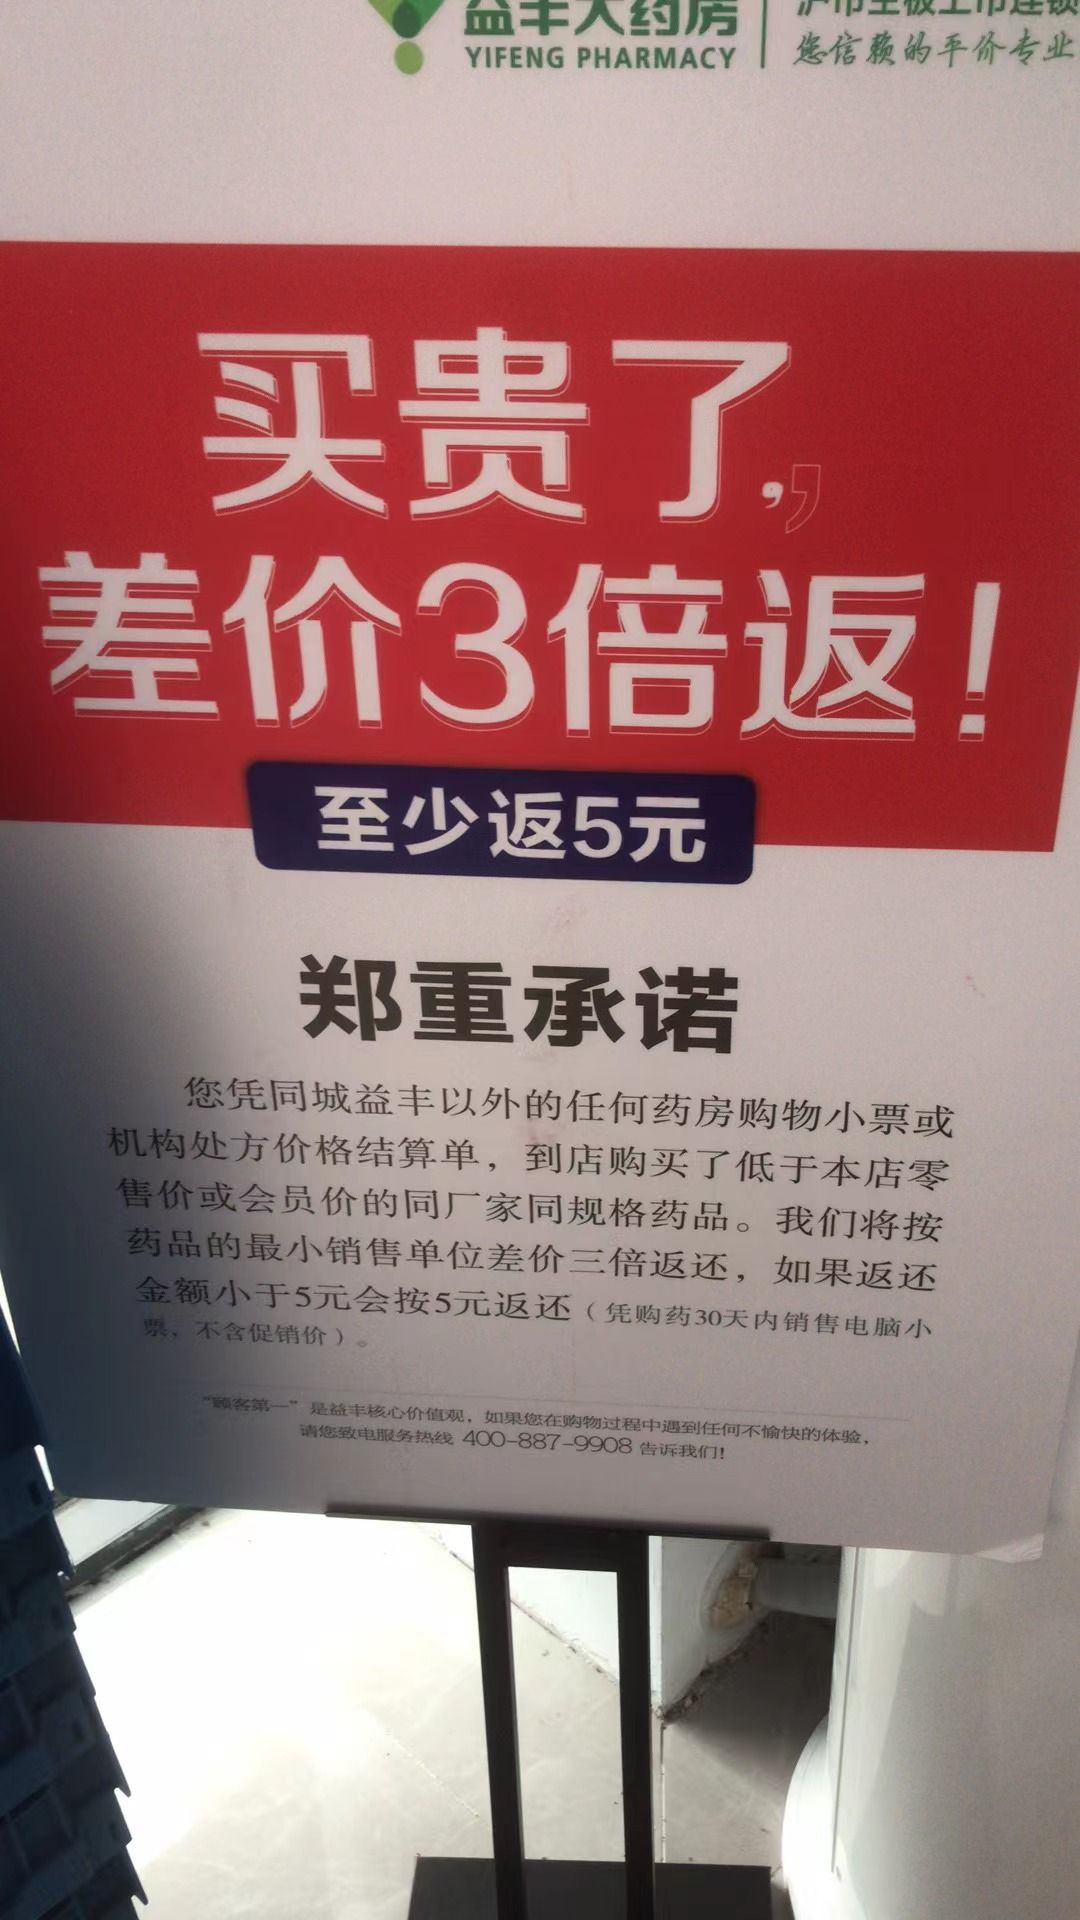 益丰大药房
YIFENG PHARMACY
沪市主板上市连锁
您信赖的平价专业
买贵了，
差价3倍返！
至少返5元
郑重承诺
您凭同城益丰以外的任何药房购物小票或
机构处方价格结算单，到店购买了低于本店零
售价或会员价的同厂家同规格药品。我们将按
药品的最小销售单位差价三倍返还，如果返还
金额小于5元会按5元返还（凭购药30天内销售电脑小
票，不含促销价）。
“顾客第一”是益丰核心价值观，如果您在购物过程中遇到任何不愉快的体验，
请您致电服务热线 400-887-9908 告诉我们！